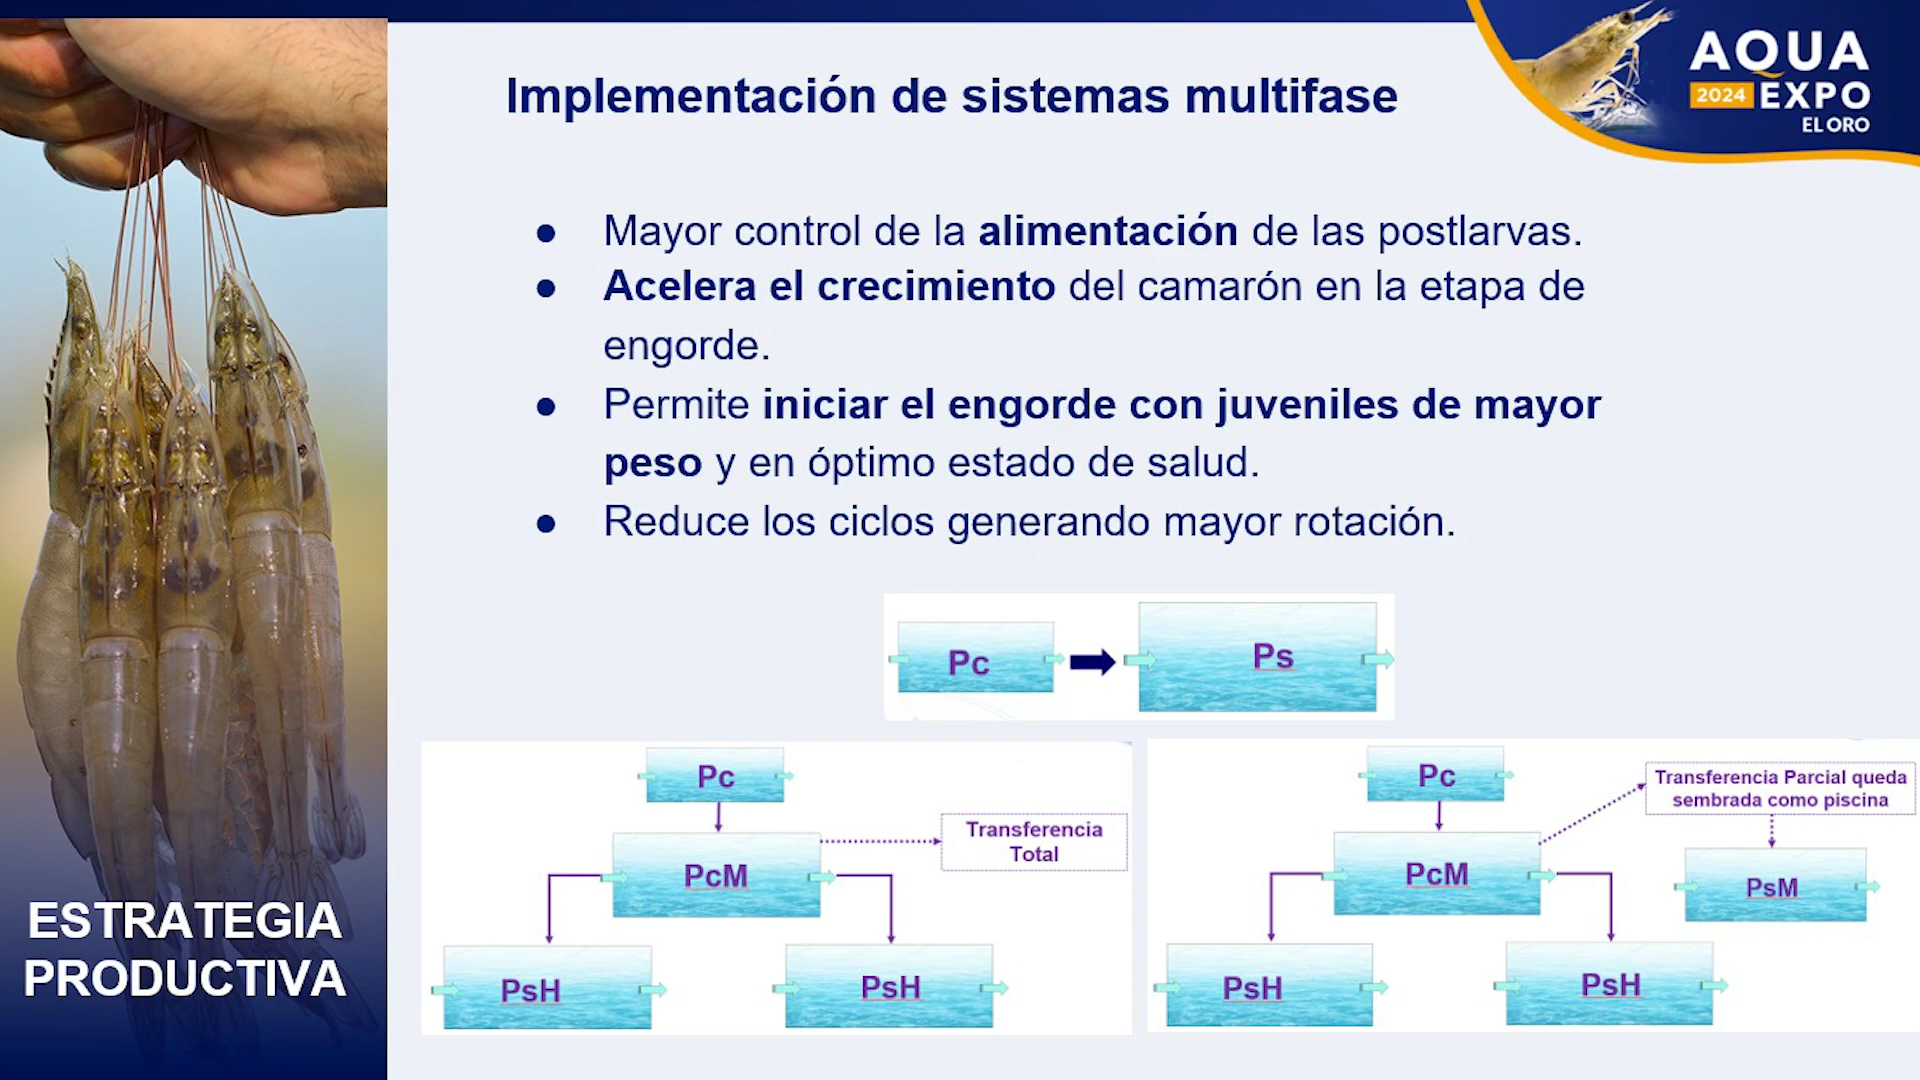 AQUA
2024 EXPO
EL ORO
Implementación de sistemas multifase
● Mayor control de la alimentación de las postlarvas.
● Acelera el crecimiento del camarón en la etapa de
engorde.
● Permite iniciar el engorde con juveniles de mayor
peso y en óptimo estado de salud.
● Reduce los ciclos generando mayor rotación.
Pc
Ps
Pc
Transferencia
Total
PcM
PsH
PsH
Pc
Transferencia Parcial queda
sembrada como piscina
PcM
PsM
PsH
PsH
ESTRATEGIA
PRODUCTIVA